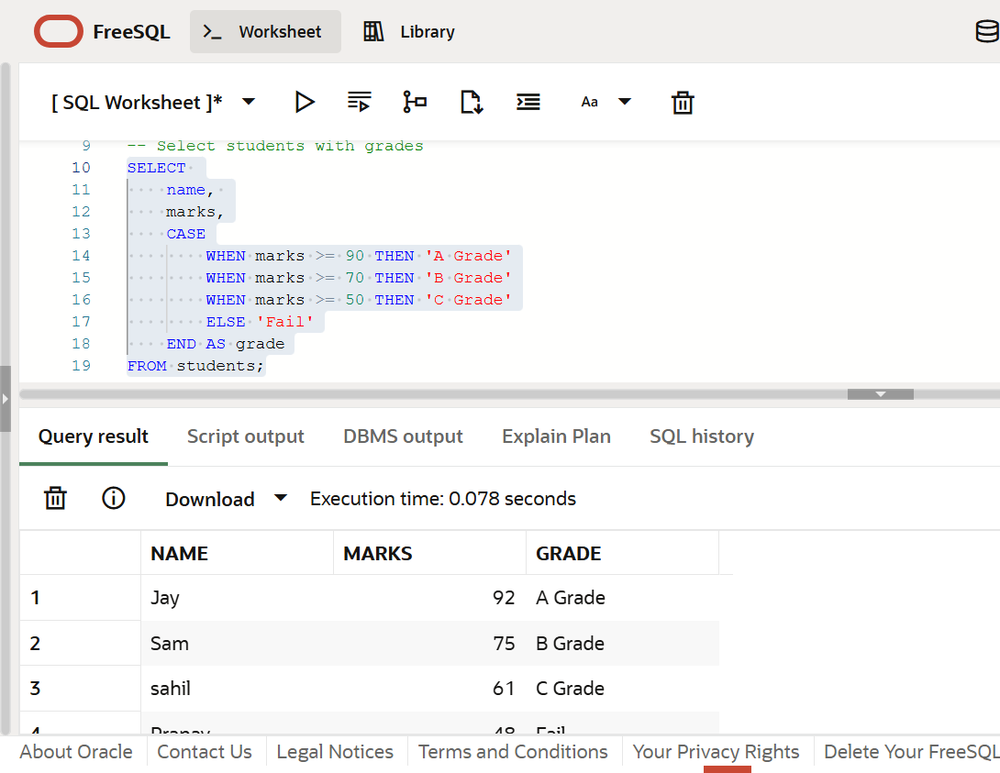 FreeSQL
>_ Worksheet
Library
[ SQL Worksheet ]*
Aa
9 -- Select students with grades
10 SELECT
11 name,
12 marks,
13 CASE
14 WHEN marks >= 90 THEN 'A Grade'
15 WHEN marks >= 70 THEN 'B Grade'
16 WHEN marks >= 50 THEN 'C Grade'
17 ELSE 'Fail'
18 END AS grade
19 FROM students;
Query result Script output DBMS output Explain Plan SQL history
Download Execution time: 0.078 seconds
NAME MARKS GRADE
1 Jay 92 A Grade
2 Sam 75 B Grade
3 sahil 61 C Grade
4 Pranav 48 Fail
About Oracle Contact Us Legal Notices Terms and Conditions Your Privacy Rights Delete Your FreeSQL